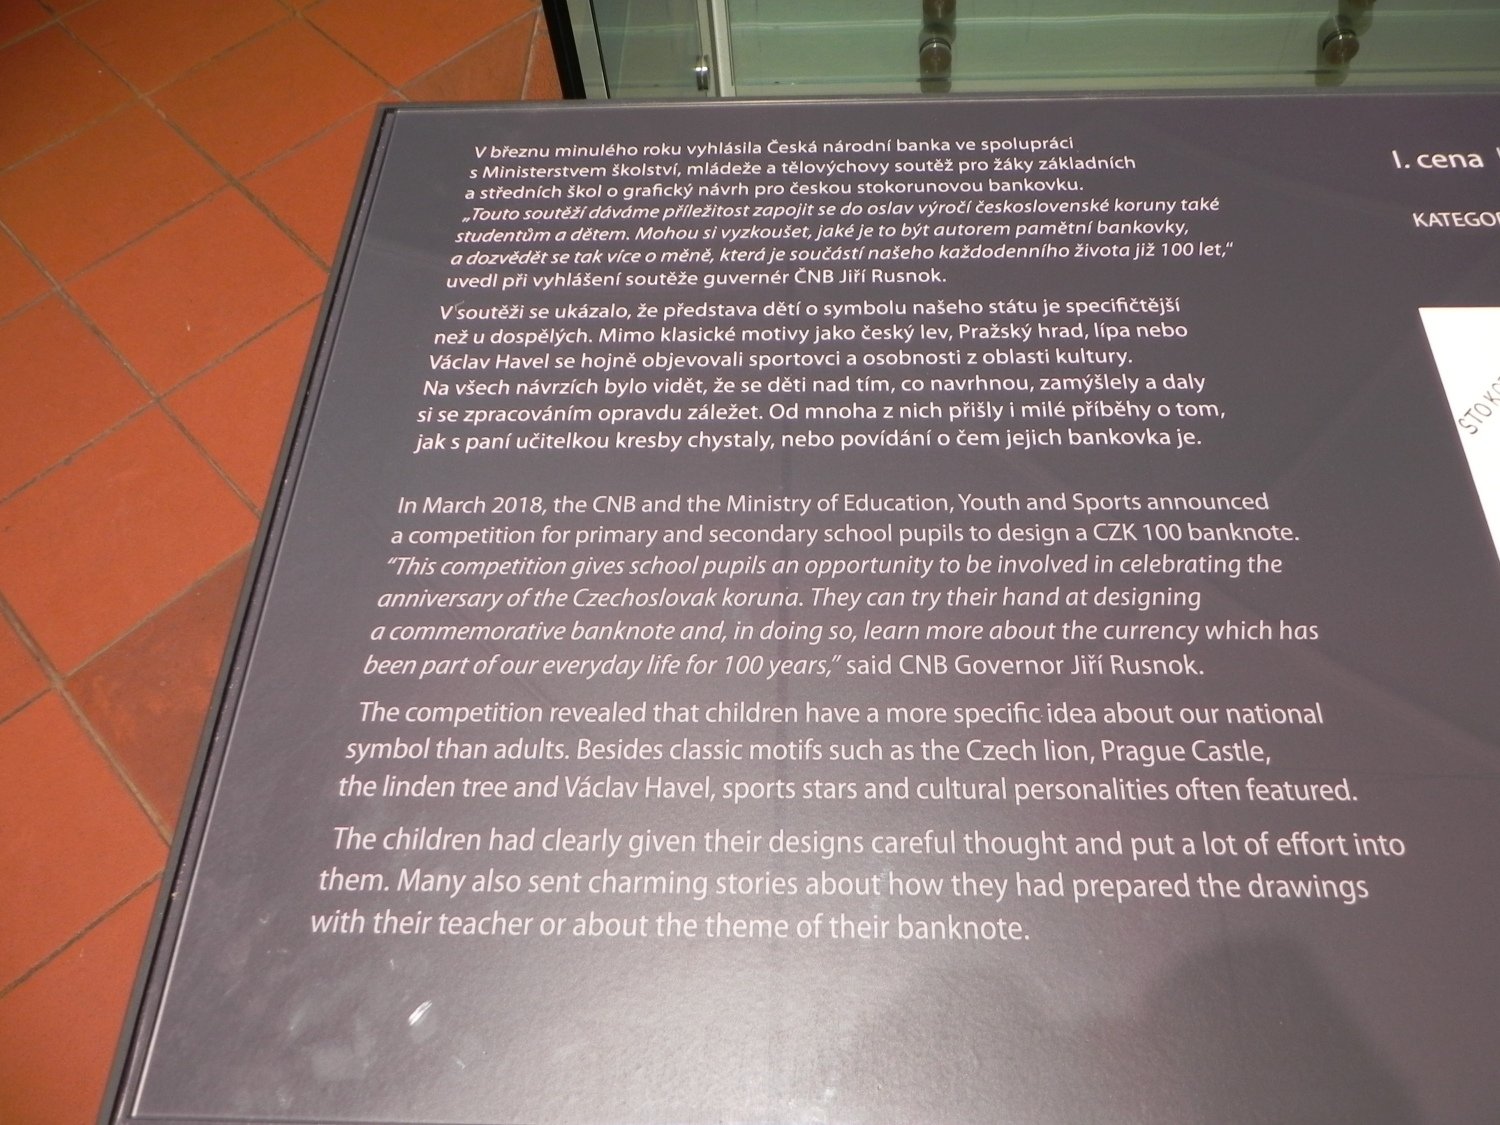 V březnu minulého roku vyhlásila Česká národní banka ve spolupráci
s Ministerstvem školství, mládeže a tělovýchovy soutěž pro žáky základních
a středních škol o grafický návrh pro českou stokorunovou bankovku.
„Touto soutěží dáváme příležitost zapojit se do oslav výročí československé koruny také
studentům a dětem. Mohou si vyzkoušet, jaké je to být autorem pamětní bankovky,
a dozvědět se tak více o měně, která je součástí našeho každodenního života již 100 let,“
uvedl při vyhlášení soutěže guvernér ČNB Jiří Rusnok.
V soutěži se ukázalo, že představa dětí o symbolu našeho státu je specifičtější
než u dospělých. Mimo klasické motivy jako český lev, Pražský hrad, lípa nebo
Václav Havel se hojně objevovali sportovci a osobnosti z oblasti kultury.
Na všech návrzích bylo vidět, že se děti nad tím, co navrhnou, zamýšlely a daly
si se zpracováním opravdu záležet. Od mnoha z nich přišly i milé příběhy o tom,
jak s paní učitelkou kresby chystaly, nebo povídání o čem jejich bankovka je.
In March 2018, the CNB and the Ministry of Education, Youth and Sports announced
a competition for primary and secondary school pupils to design a CZK 100 banknote.
“This competition gives school pupils an opportunity to be involved in celebrating the
anniversary of the Czechoslovak koruna. They can try their hand at designing
a commemorative banknote and, in doing so, learn more about the currency which has
been part of our everyday life for 100 years,” said CNB Governor Jiří Rusnok.
The competition revealed that children have a more specific idea about our national
symbol than adults. Besides classic motifs such as the Czech lion, Prague Castle,
the linden tree and Václav Havel, sports stars and cultural personalities often featured.
The children had clearly given their designs careful thought and put a lot of effort into
them. Many also sent charming stories about how they had prepared the drawings
with their teacher or about the theme of their banknote.
I. cena